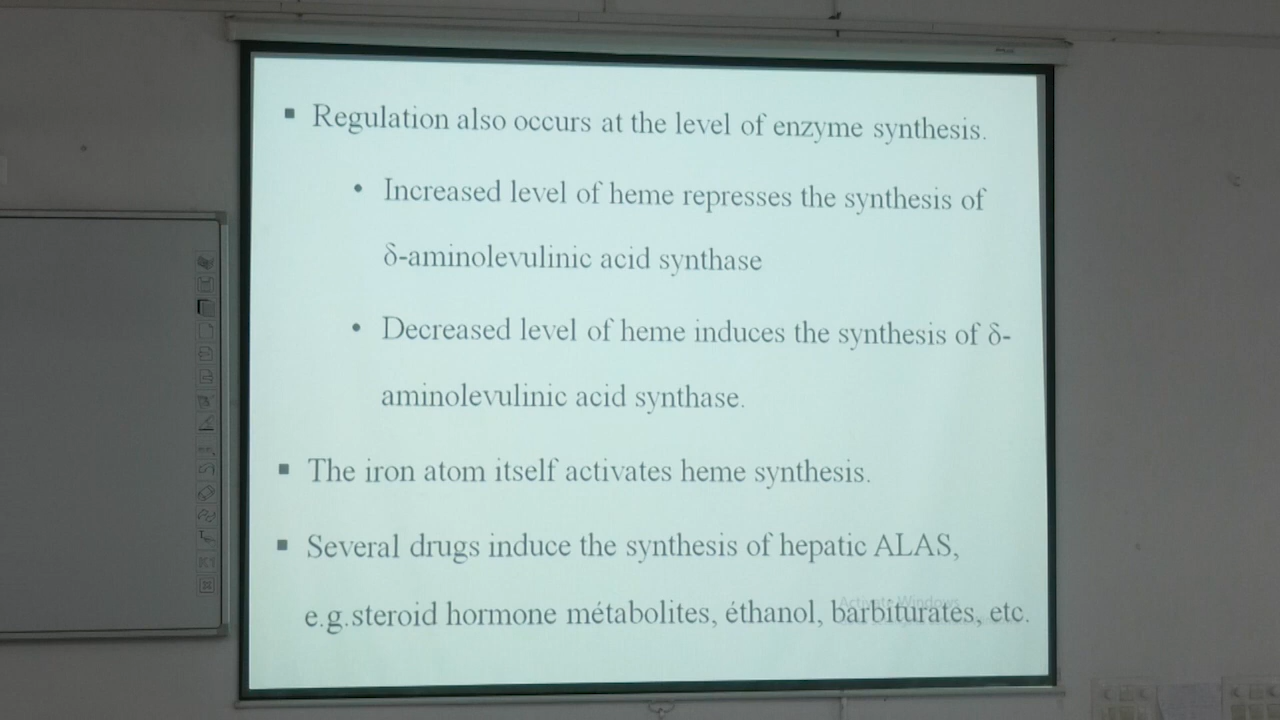 ▪ Regulation also occurs at the level of enzyme synthesis.
• Increased level of heme represses the synthesis of
δ-aminolevulinic acid synthase
• Decreased level of heme induces the synthesis of δ-
aminolevulinic acid synthase.
▪ The iron atom itself activates heme synthesis.
▪ Several drugs induce the synthesis of hepatic ALAS,
Activate Windows
e.g.steroid hormone métabolites, éthanol, barbiturates, etc.